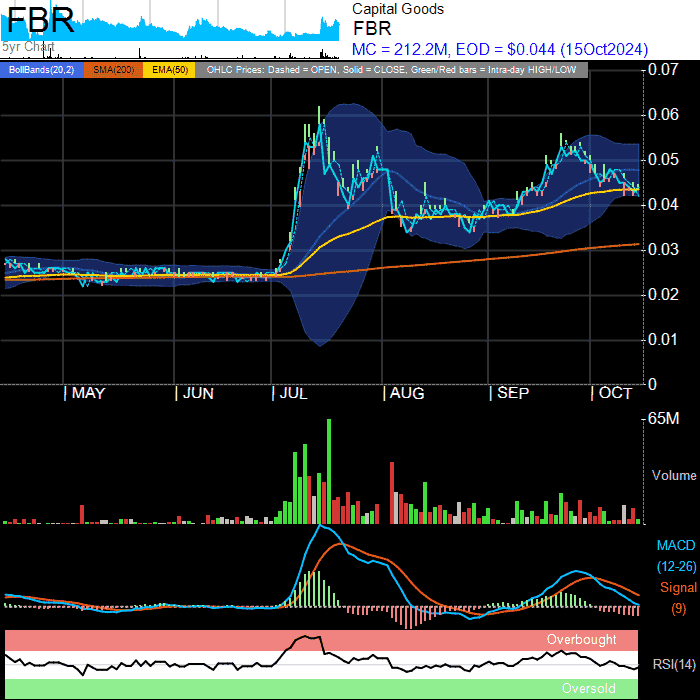 FBR
5yr Chart
Capital Goods
FBR
MC = 212.2M, EOD = $0.044 (15Oct2024)
BollBands(20,2) SMA(200) EMA(50) OHLC Prices: Dashed = OPEN, Solid = CLOSE, Green/Red bars = Intra-day HIGH/LOW
0.07
0.06
0.05
0.04
0.03
0.02
0.01
0
MAY JUN JUL AUG SEP OCT
65M
Volume
MACD
(12-26)
Signal
(9)
Overbought
RSI(14)
Oversold